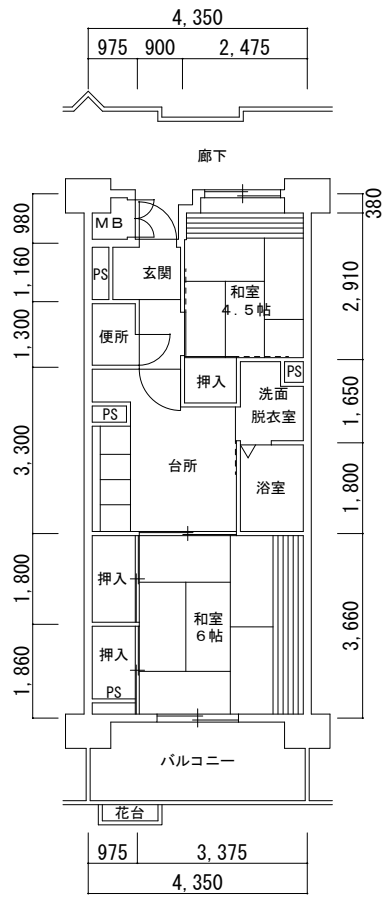 4,350
975 900 2,475
廊下
380
980
MB
1,160
PS
玄関
和室
4.5帖
2,910
1,300
便所
押入
PS
洗面
脱衣室
1,650
PS
3,300
台所
浴室
1,800
1,800
押入
和室
6帖
3,660
1,860
押入
PS
バルコニー
花台
975 3,375
4,350